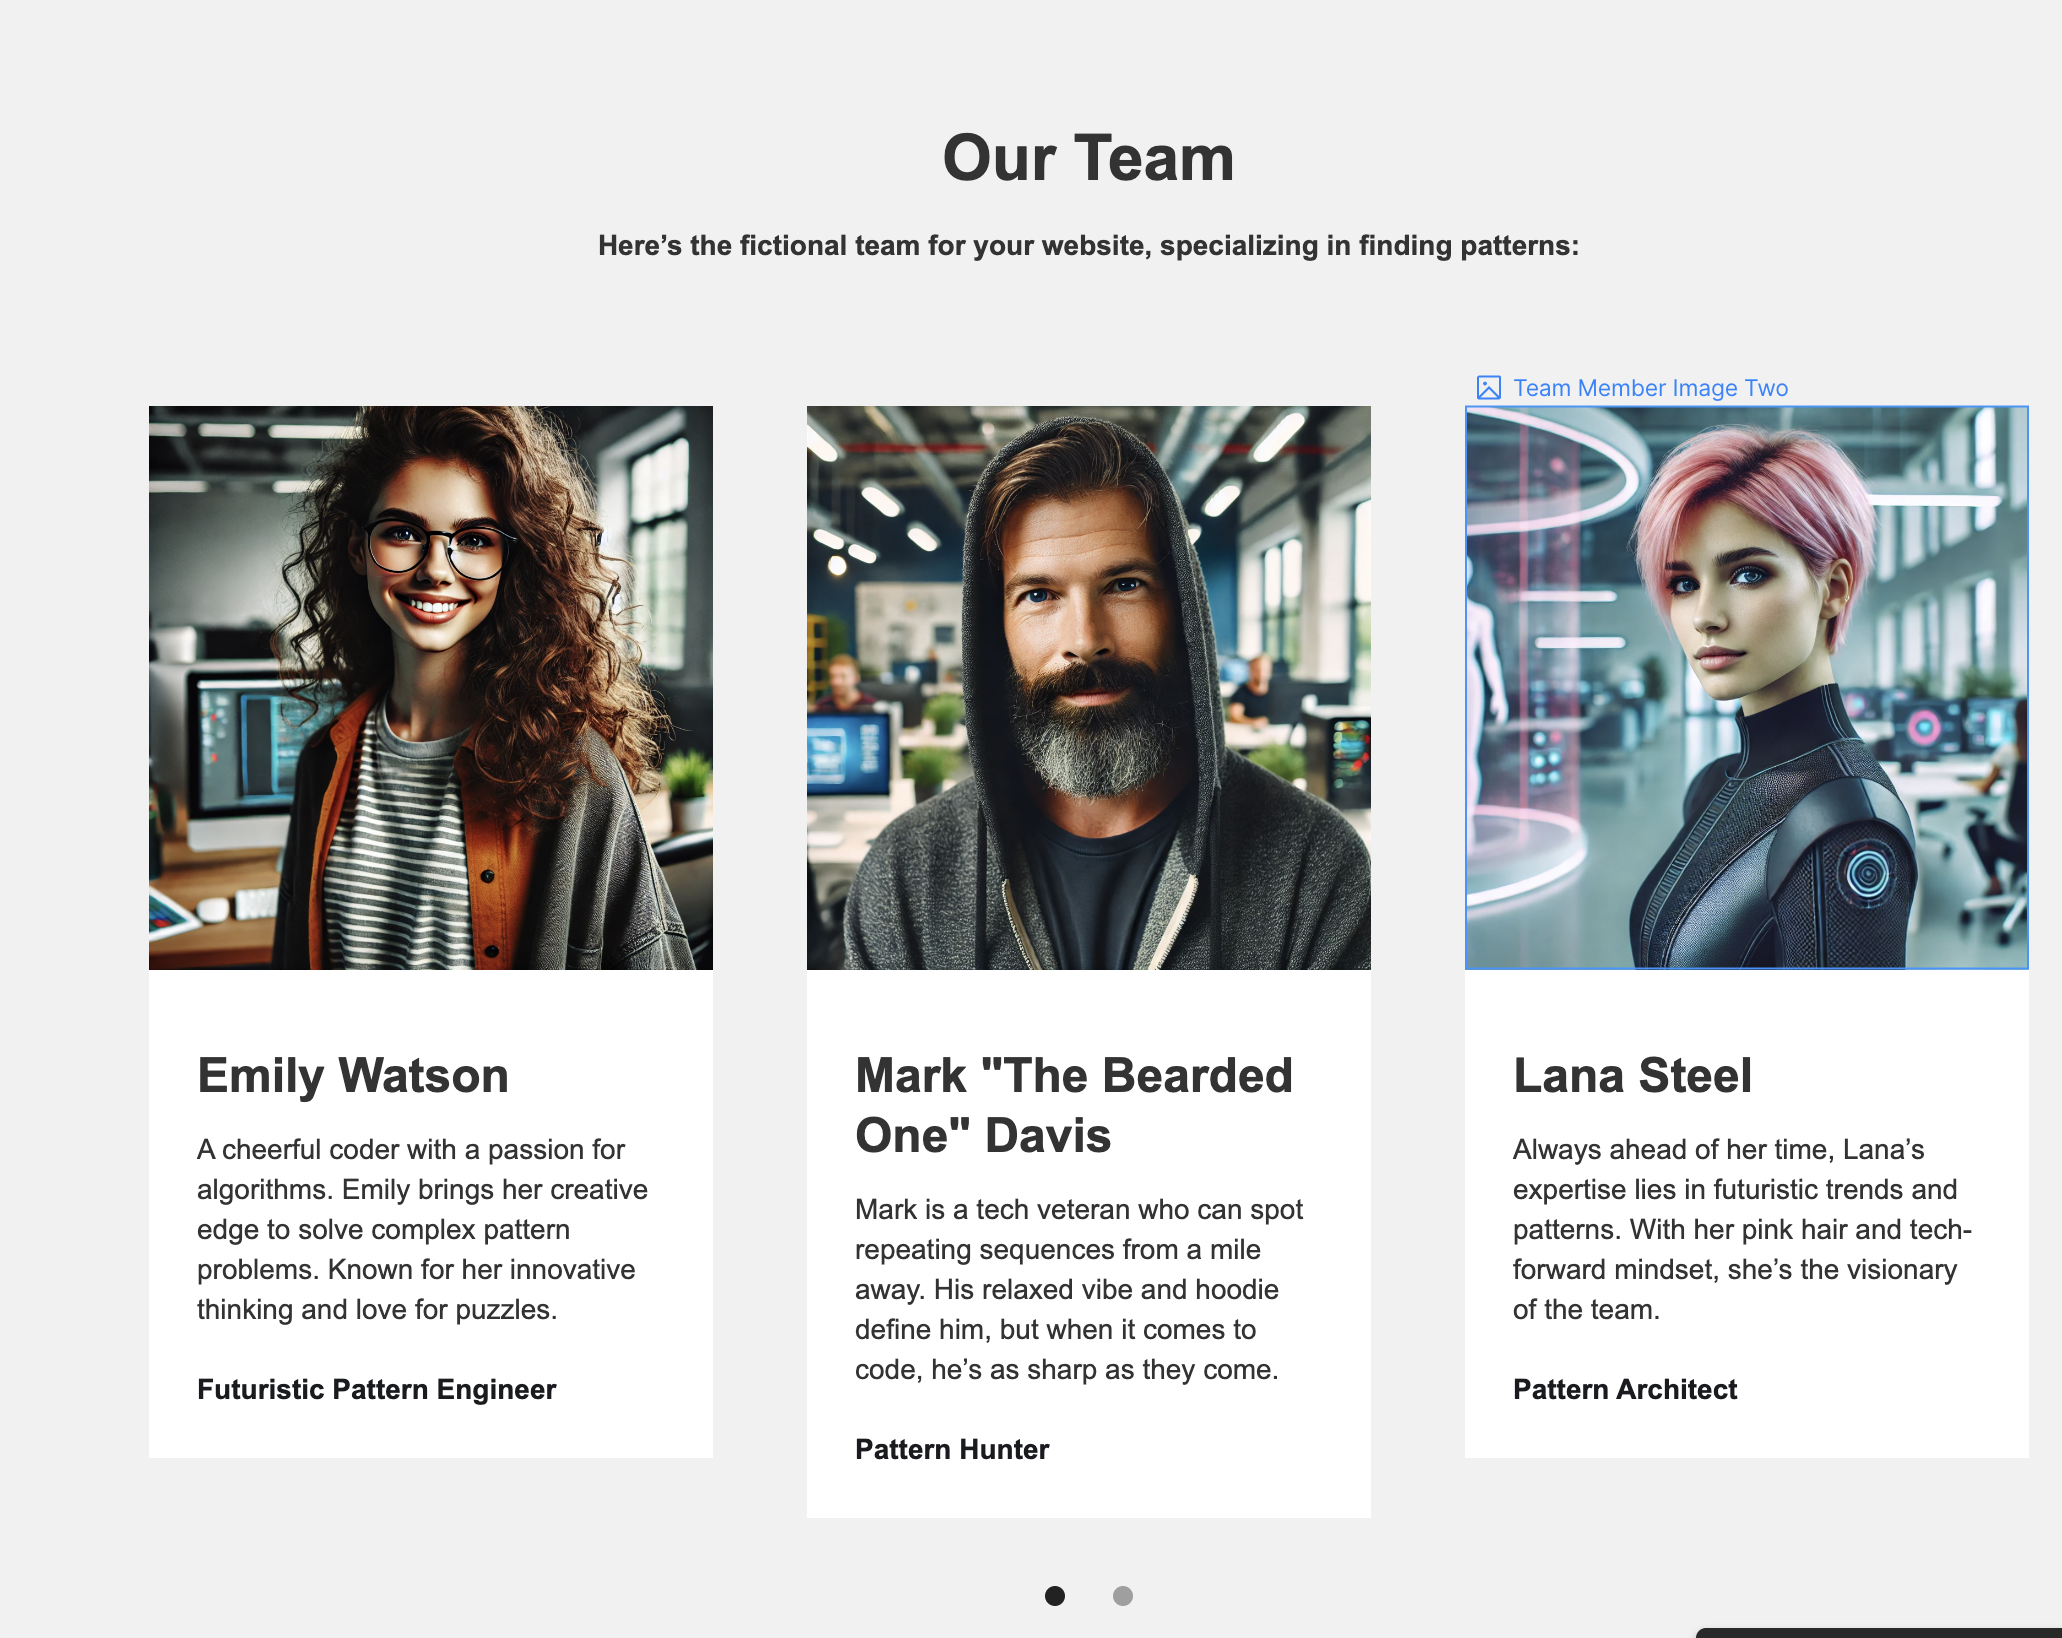 Our Team
Here’s the fictional team for your website, specializing in finding patterns:
Team Member Image Two
Emily Watson
A cheerful coder with a passion for
algorithms. Emily brings her creative
edge to solve complex pattern
problems. Known for her innovative
thinking and love for puzzles.
Futuristic Pattern Engineer
Mark "The Bearded
One" Davis
Mark is a tech veteran who can spot
repeating sequences from a mile
away. His relaxed vibe and hoodie
define him, but when it comes to
code, he’s as sharp as they come.
Pattern Hunter
Lana Steel
Always ahead of her time, Lana’s
expertise lies in futuristic trends and
patterns. With her pink hair and tech-
forward mindset, she’s the visionary
of the team.
Pattern Architect